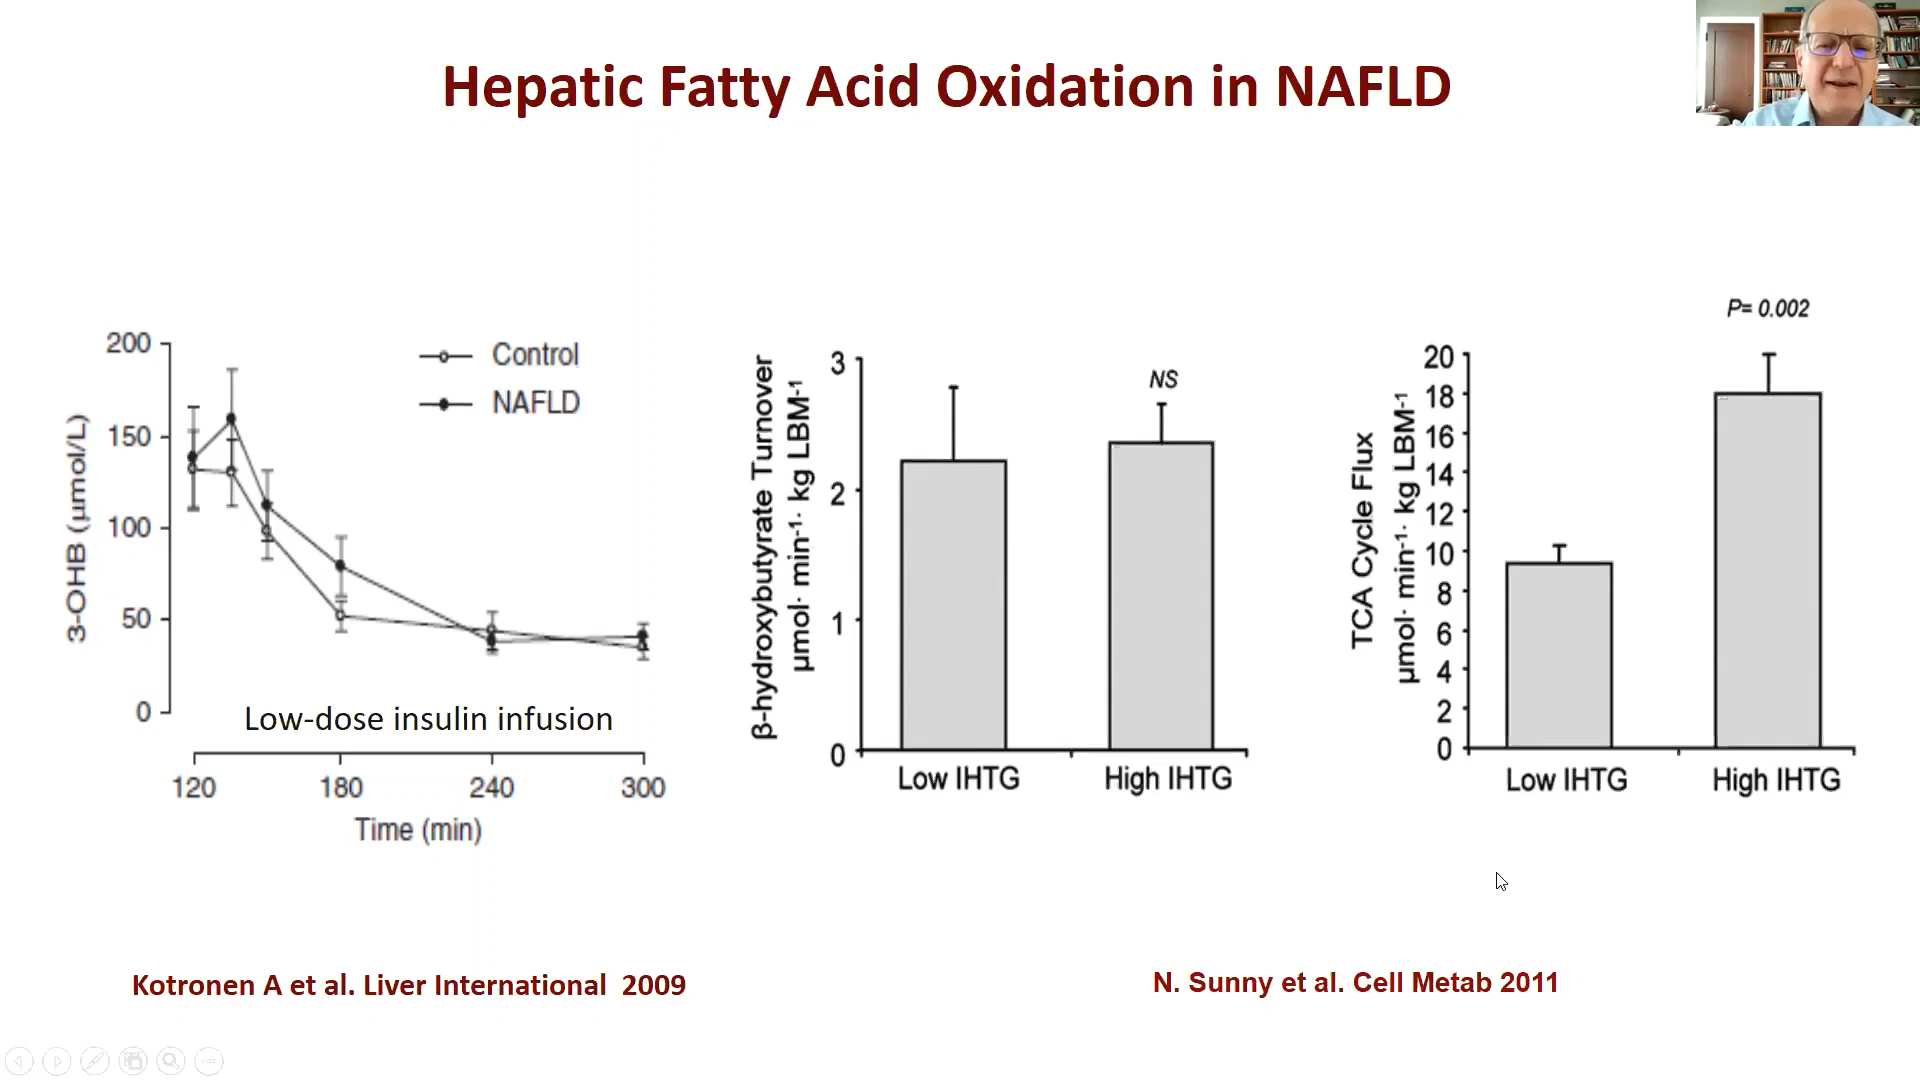 Hepatic Fatty Acid Oxidation in NAFLD
200
150
100
50
0
3-OHB (µmol/L)
Control
NAFLD
Low-dose insulin infusion
120 180 240 300
Time (min)
β-hydroxybutyrate Turnover
µmol· min⁻¹· kg LBM⁻¹
3
2
1
0
NS
Low IHTG High IHTG
TCA Cycle Flux
µmol· min⁻¹· kg LBM⁻¹
P= 0.002
20
18
16
14
12
10
8
6
4
2
0
Low IHTG High IHTG
Kotronen A et al. Liver International 2009
N. Sunny et al. Cell Metab 2011